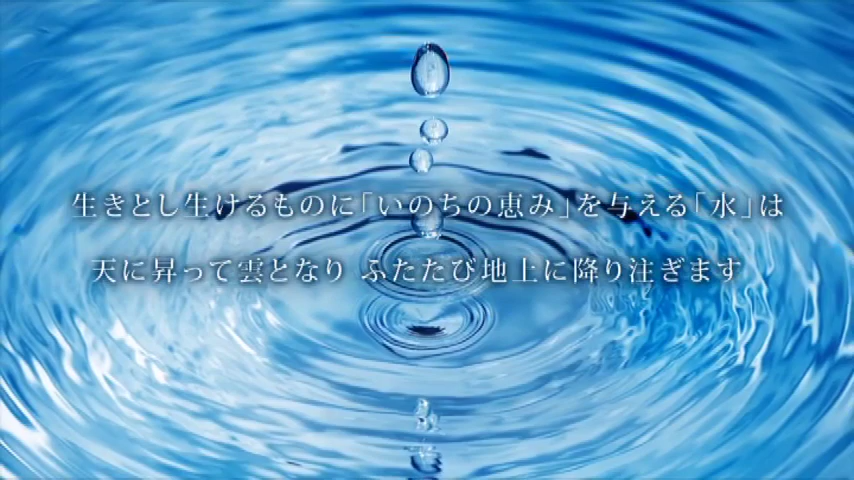 生きとし生けるものに「いのちの恵み」を与える「水」は
天に昇って雲となり ふたたび地上に降り注ぎます